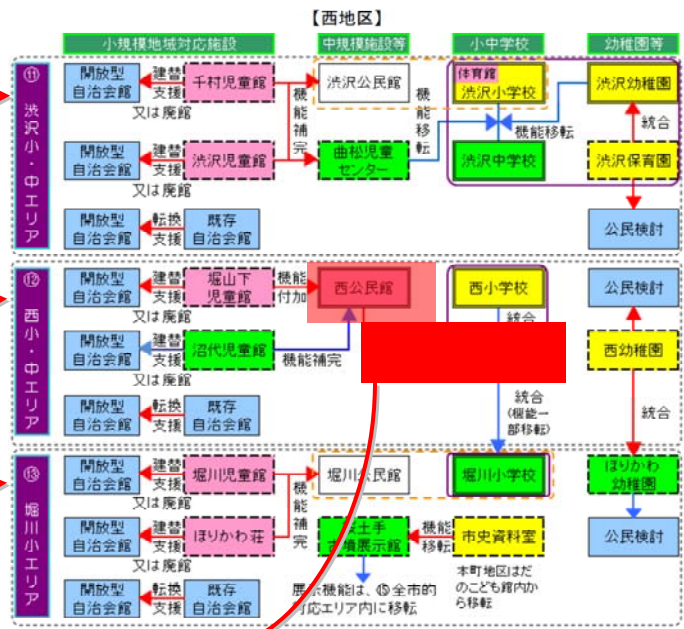 【西地区】
小規模地域対応施設 中規模施設等 小中学校 幼稚園等
⑪ 渋沢小・中エリア
開放型
自治会館
建替
支援
又は廃館
千村児童館
機能補完
渋沢公民館
機能移転
体育館
渋沢小学校
渋沢幼稚園
機能移転
統合
開放型
自治会館
建替
支援
又は廃館
渋沢児童館
曲松児童
センター
渋沢中学校
渋沢保育園
開放型
自治会館
転換
支援
既存
自治会館
公民検討
⑫ 西小・中エリア
開放型
自治会館
建替
支援
又は廃館
堀山下
児童館
機能
付加
西公民館
西小学校
統合
公民検討
開放型
自治会館
建替
支援
又は廃館
沼代児童館
機能補完
西幼稚園
開放型
自治会館
転換
支援
既存
自治会館
統合
(機能一
部移転)
統合
⑬ 堀川小エリア
開放型
自治会館
建替
支援
又は廃館
堀川児童館
機能補完
堀川公民館
堀川小学校
ほりかわ
幼稚園
開放型
自治会館
建替
支援
又は廃館
ほりかわ荘
土手
古墳展示館
機能
移転
市史資料室
公民検討
開放型
自治会館
転換
支援
既存
自治会館
展示機能は、⑮全市的
対応エリア内に移転
本町地区はだ
のこども館内か
ら移転